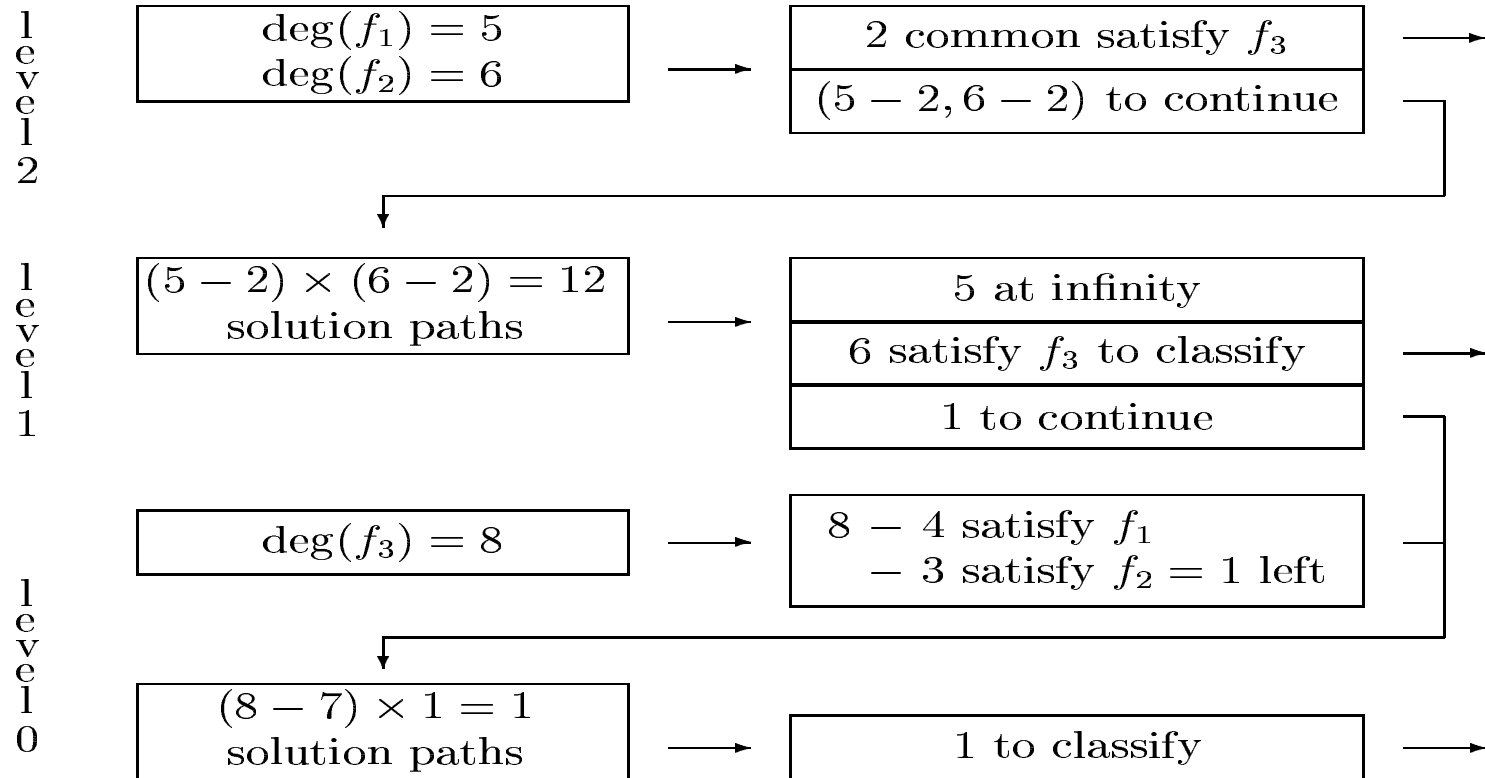 level 2
deg(f₁) = 5
deg(f₂) = 6
2 common satisfy f₃
(5 − 2, 6 − 2) to continue
level 1
(5 − 2) × (6 − 2) = 12
solution paths
5 at infinity
6 satisfy f₃ to classify
1 to continue
level 0
deg(f₃) = 8
8 − 4 satisfy f₁
− 3 satisfy f₂ = 1 left
(8 − 7) × 1 = 1
solution paths
1 to classify